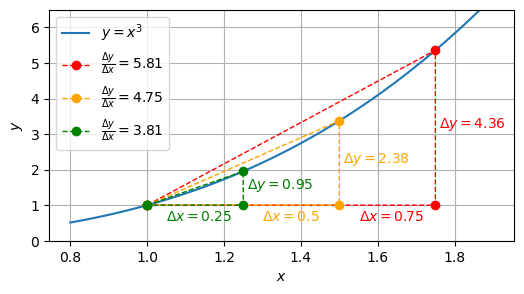 y = x³
Δy/Δx = 5.81
Δy/Δx = 4.75
Δy/Δx = 3.81
6
5
4
3
2
1
0
y
Δy = 4.36
Δy = 2.38
Δy = 0.95
Δx = 0.25
Δx = 0.5
Δx = 0.75
0.8 1.0 1.2 1.4 1.6 1.8
x